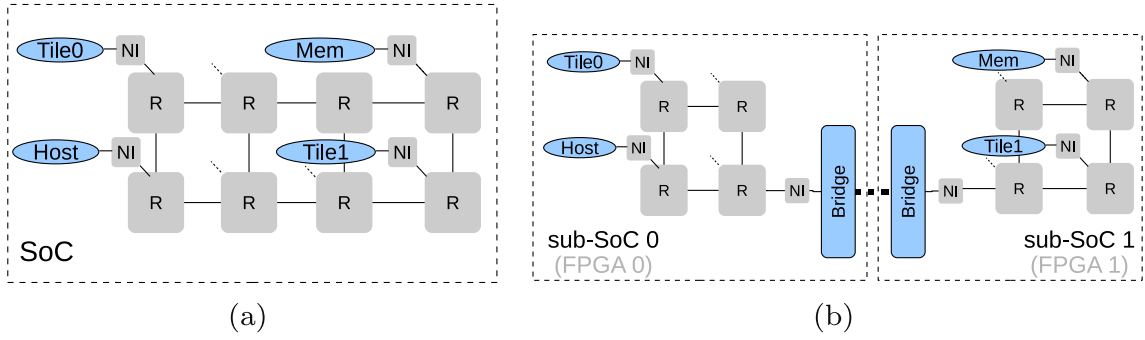 Tile0 NI Mem NI
R R R R
Host NI Tile1 NI
R R R R
SoC
(a)
Tile0 NI
R R
Host NI
R R NI Bridge
sub-SoC 0
(FPGA 0)
Mem NI
R R
Tile1 NI
Bridge NI R R
sub-SoC 1
(FPGA 1)
(b)